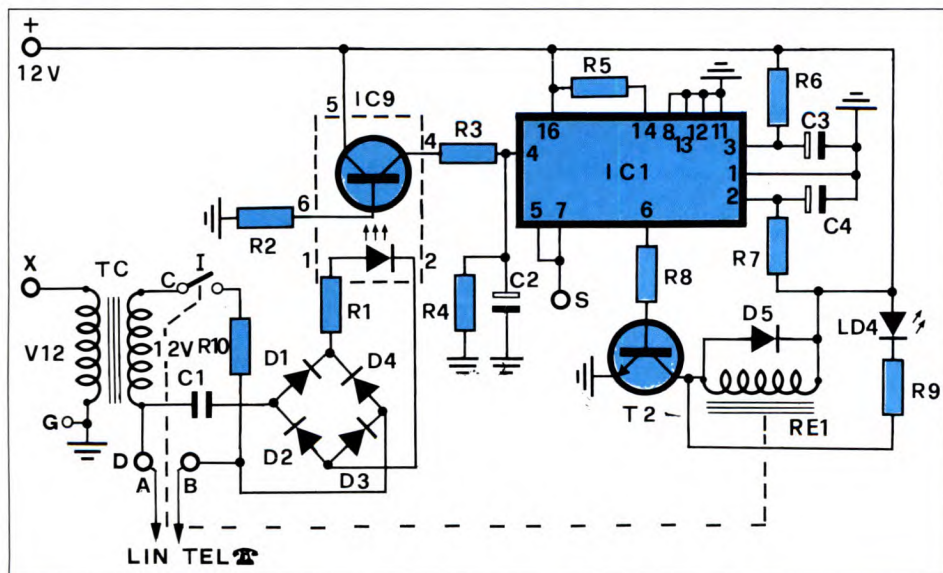 +
12V
5
IC9
4
R3
R5
R6
C3
16
14
8
13
12
11
3
4
IC1
1
2
5
7
6
C4
6
R2
1
2
X
TC
C
I
R1
R4
C2
S
R8
R7
D5
LD4
V12
12V
R10
C1
D1
D4
T2
RE1
R9
G
D
A
B
D2
D3
LIN TEL ☎